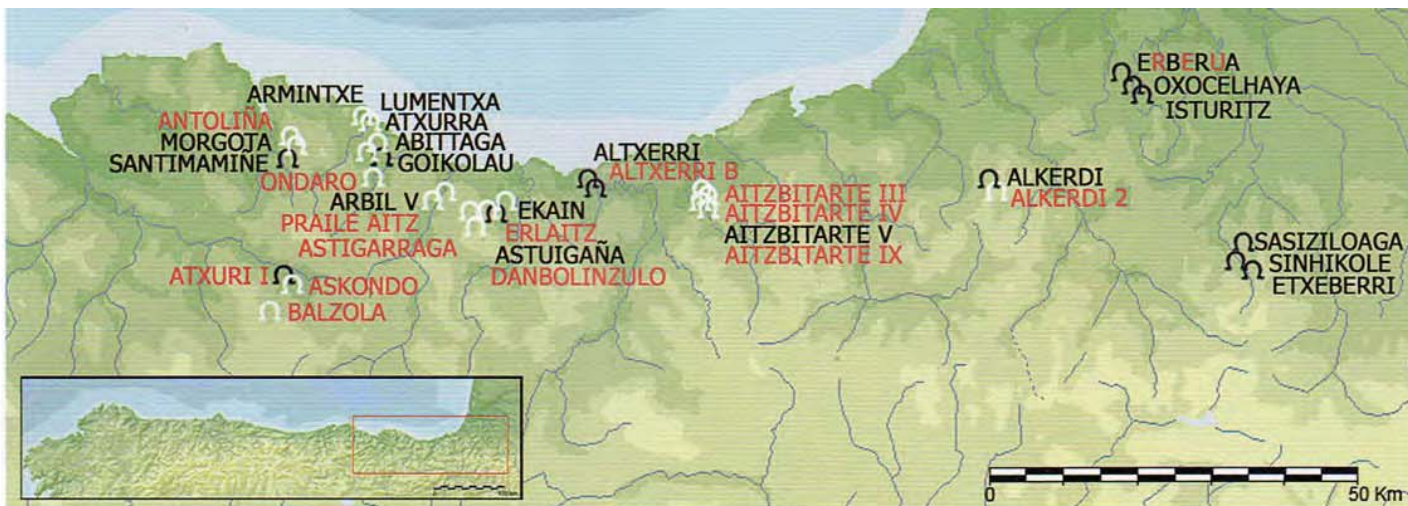 ARMINTXE
ANTOLIÑA
MORGOTA
SANTIMAMIÑE
LUMENTXA
ATXURRA
ABITTAGA
GOIKOLAU
ONDARO
ARBIL V
PRAILE AITZ
ASTIGARRAGA
EKAIN
ERLAITZ
ASTUIGAÑA
DANBOLINZULO
ATXURI I
ASKONDO
BALZOLA
ALTXERRI
ALTXERRI B
AITZBITARTE III
AITZBITARTE IV
AITZBITARTE V
AITZBITARTE IX
ALKERDI
ALKERDI 2
ERBERUA
OXOCELHAYA
ISTURITZ
SASIZILOAGA
SINHIKOLE
ETXEBERRI
0 50 Km